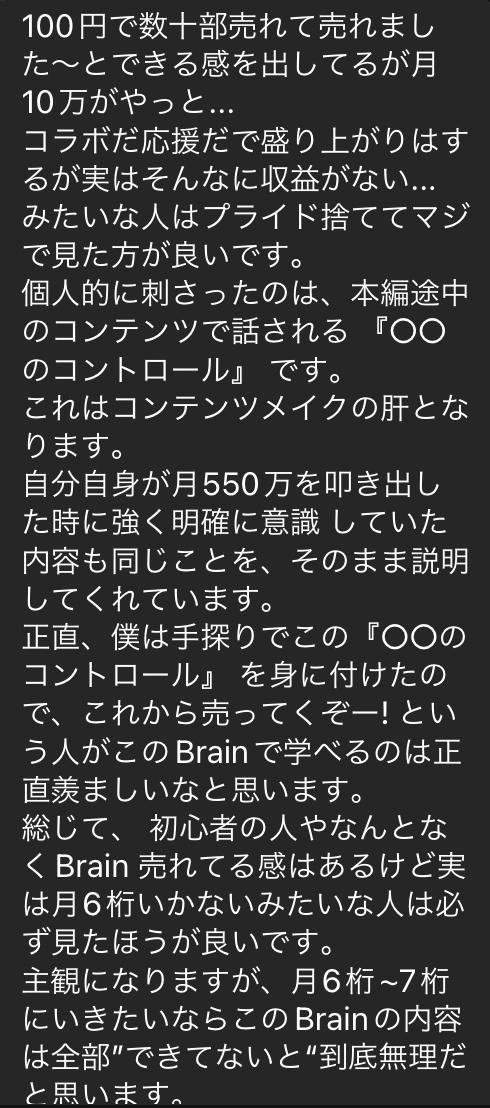 100円で数十部売れて売れまし
た〜とできる感を出してるが月
10万がやっと...
コラボだ応援だで盛り上がりはす
るが実はそんなに収益がない...
みたいな人はプライド捨ててマジ
で見た方が良いです。
個人的に刺さったのは、本編途中
のコンテンツで話される 『〇〇
のコントロール』 です。
これはコンテンツメイクの肝とな
ります。
自分自身が月550万を叩き出し
た時に強く明確に意識 していた
内容も同じことを、そのまま説明
してくれています。
正直、僕は手探りでこの『〇〇の
コントロール』 を身に付けたの
で、これから売ってくぞー! とい
う人がこのBrainで学べるのは正
直羨ましいなと思います。
総じて、 初心者の人やなんとな
くBrain 売れてる感はあるけど実
は月6桁いかないみたいな人は必
ず見たほうが良いです。
主観になりますが、月6桁~7桁
にいきたいならこのBrainの内容
は全部”できてないと“到底無理だ
と思います。